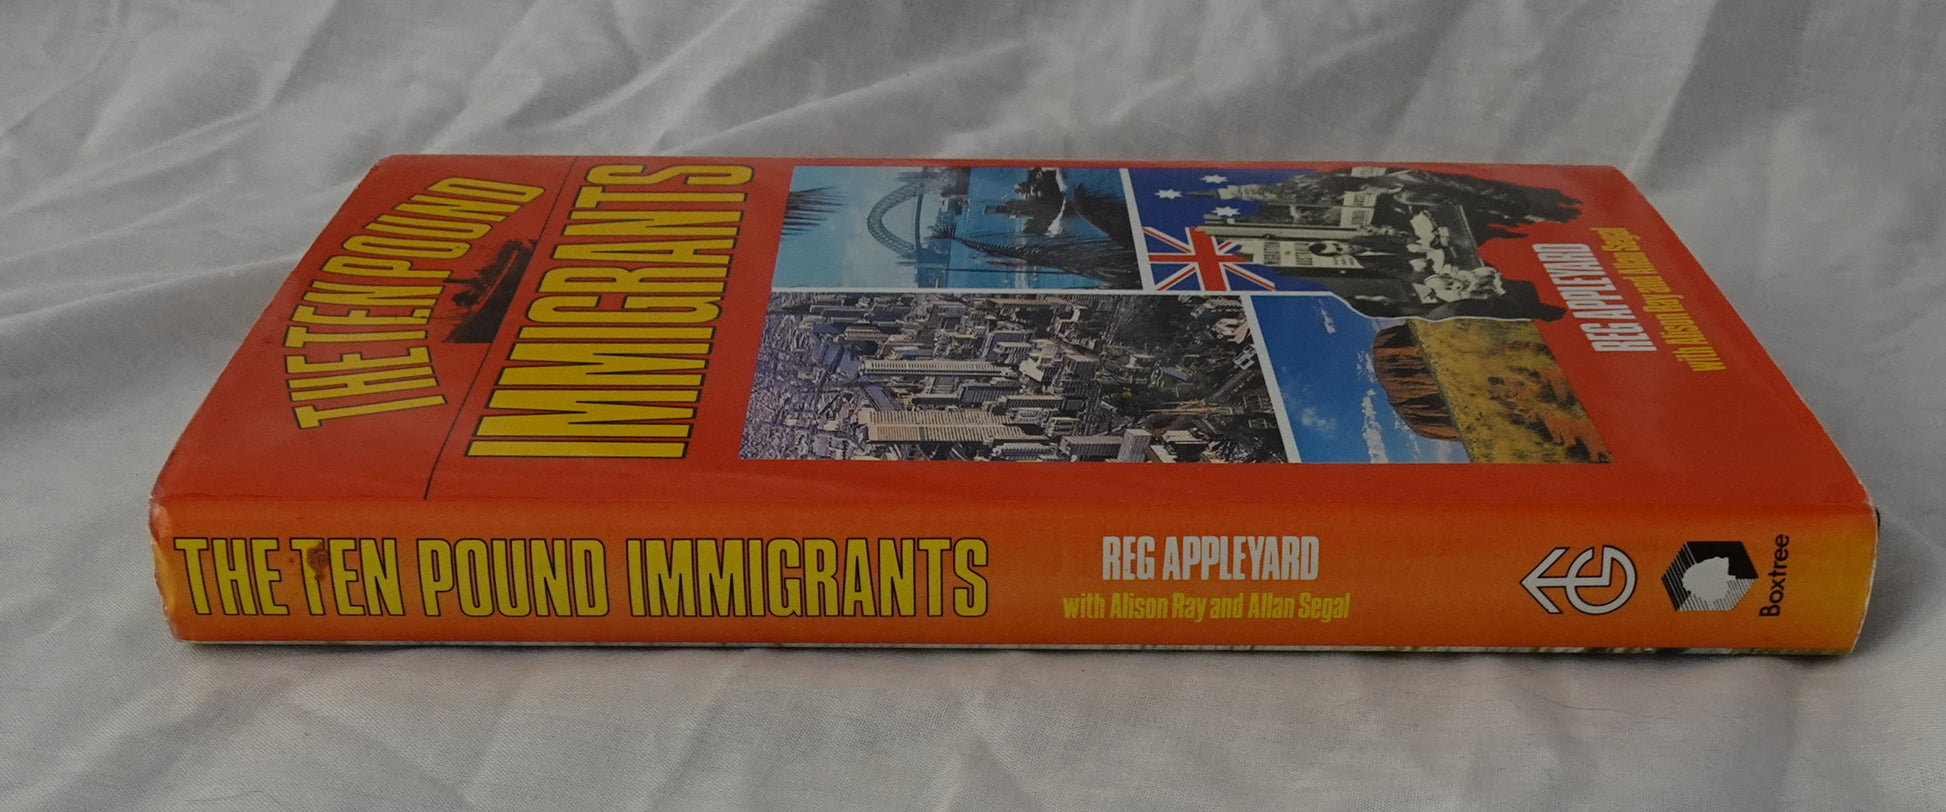 THE TEN POUND
IMMIGRANTS
REG APPLEYARD
with Alison Ray and Allan Segal
THE TEN POUND IMMIGRANTS
REG APPLEYARD
with Alison Ray and Allan Segal
Boxtree